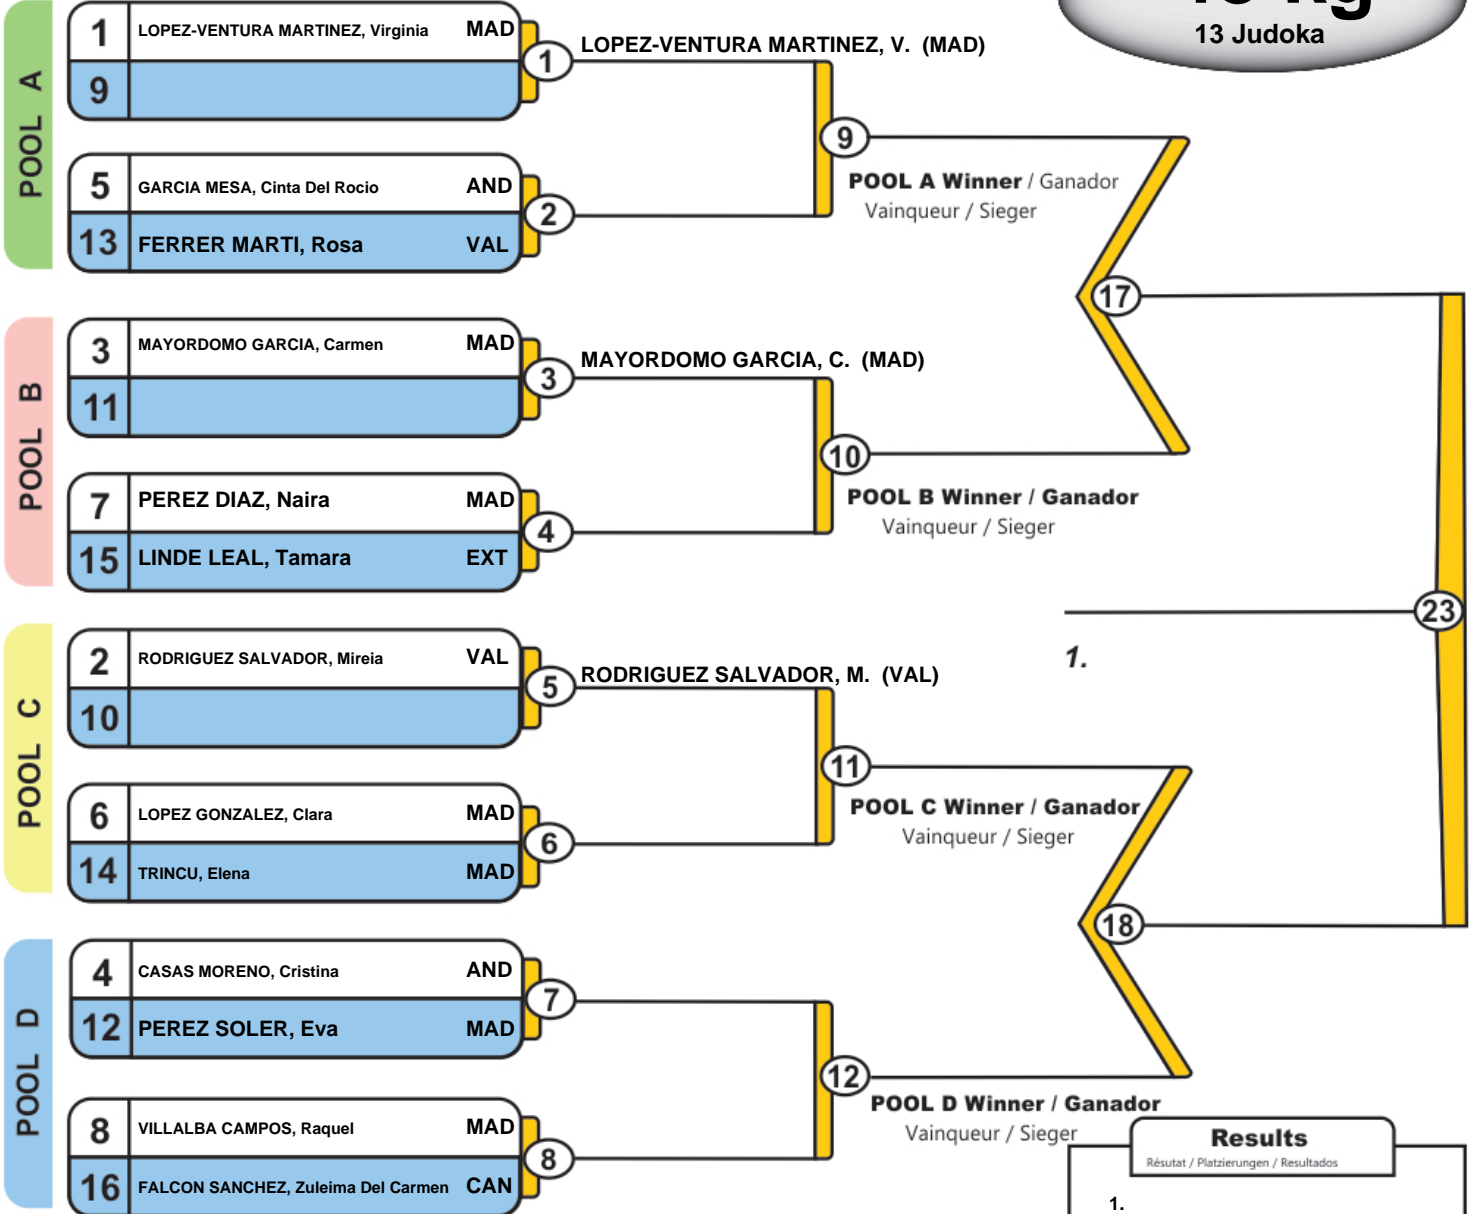 kg
13 Judoka
POOL A
1 LOPEZ-VENTURA MARTINEZ, Virginia MAD
9
1
LOPEZ-VENTURA MARTINEZ, V. (MAD)
5 GARCIA MESA, Cinta Del Rocio AND
13 FERRER MARTI, Rosa VAL
2
9
POOL A Winner / Ganador
Vainqueur / Sieger
17
POOL B
3 MAYORDOMO GARCIA, Carmen MAD
11
3
MAYORDOMO GARCIA, C. (MAD)
7 PEREZ DIAZ, Naira MAD
15 LINDE LEAL, Tamara EXT
4
10
POOL B Winner / Ganador
Vainqueur / Sieger
23
1.
POOL C
2 RODRIGUEZ SALVADOR, Mireia VAL
10
5
RODRIGUEZ SALVADOR, M. (VAL)
6 LOPEZ GONZALEZ, Clara MAD
14 TRINCU, Elena MAD
6
11
POOL C Winner / Ganador
Vainqueur / Sieger
18
POOL D
4 CASAS MORENO, Cristina AND
12 PEREZ SOLER, Eva MAD
7
8 VILLALBA CAMPOS, Raquel MAD
16 FALCON SANCHEZ, Zuleima Del Carmen CAN
8
12
POOL D Winner / Ganador
Vainqueur / Sieger
Results
Résutat / Platzierungen / Resultados
1.